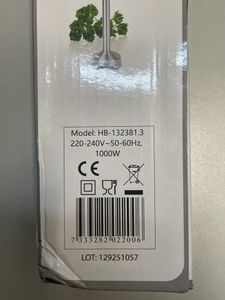 Model: HB-132381.3
220-240V~50-60Hz,
1000W
CE
7 333282 022006
LOT: 129251057